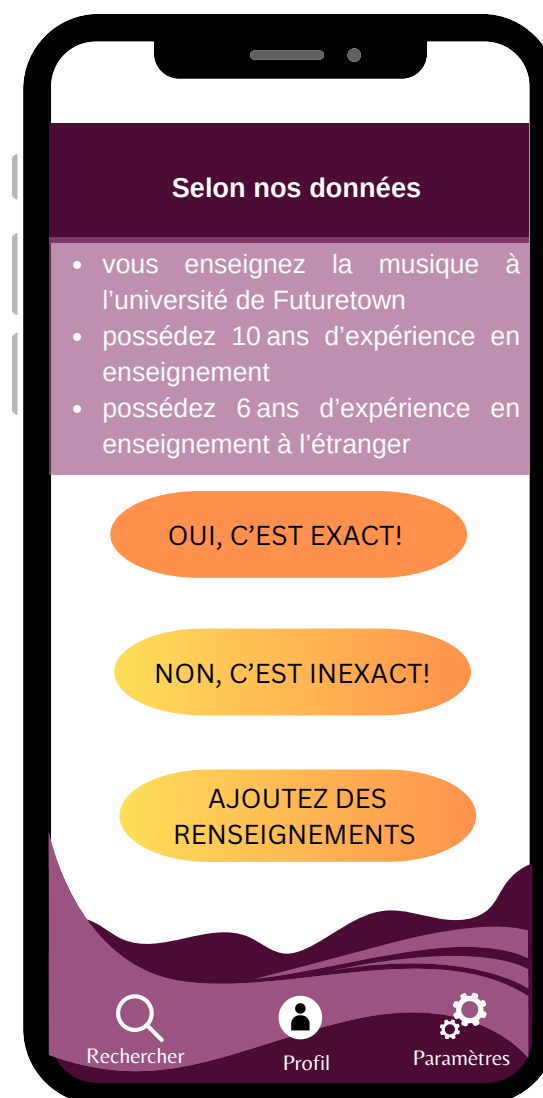 Selon nos données
• vous enseignez la musique à
l’université de Futuretown
• possédez 10 ans d’expérience en
enseignement
• possédez 6 ans d’expérience en
enseignement à l’étranger
OUI, C’EST EXACT!
NON, C’EST INEXACT!
AJOUTEZ DES
RENSEIGNEMENTS
Rechercher
Profil
Paramètres